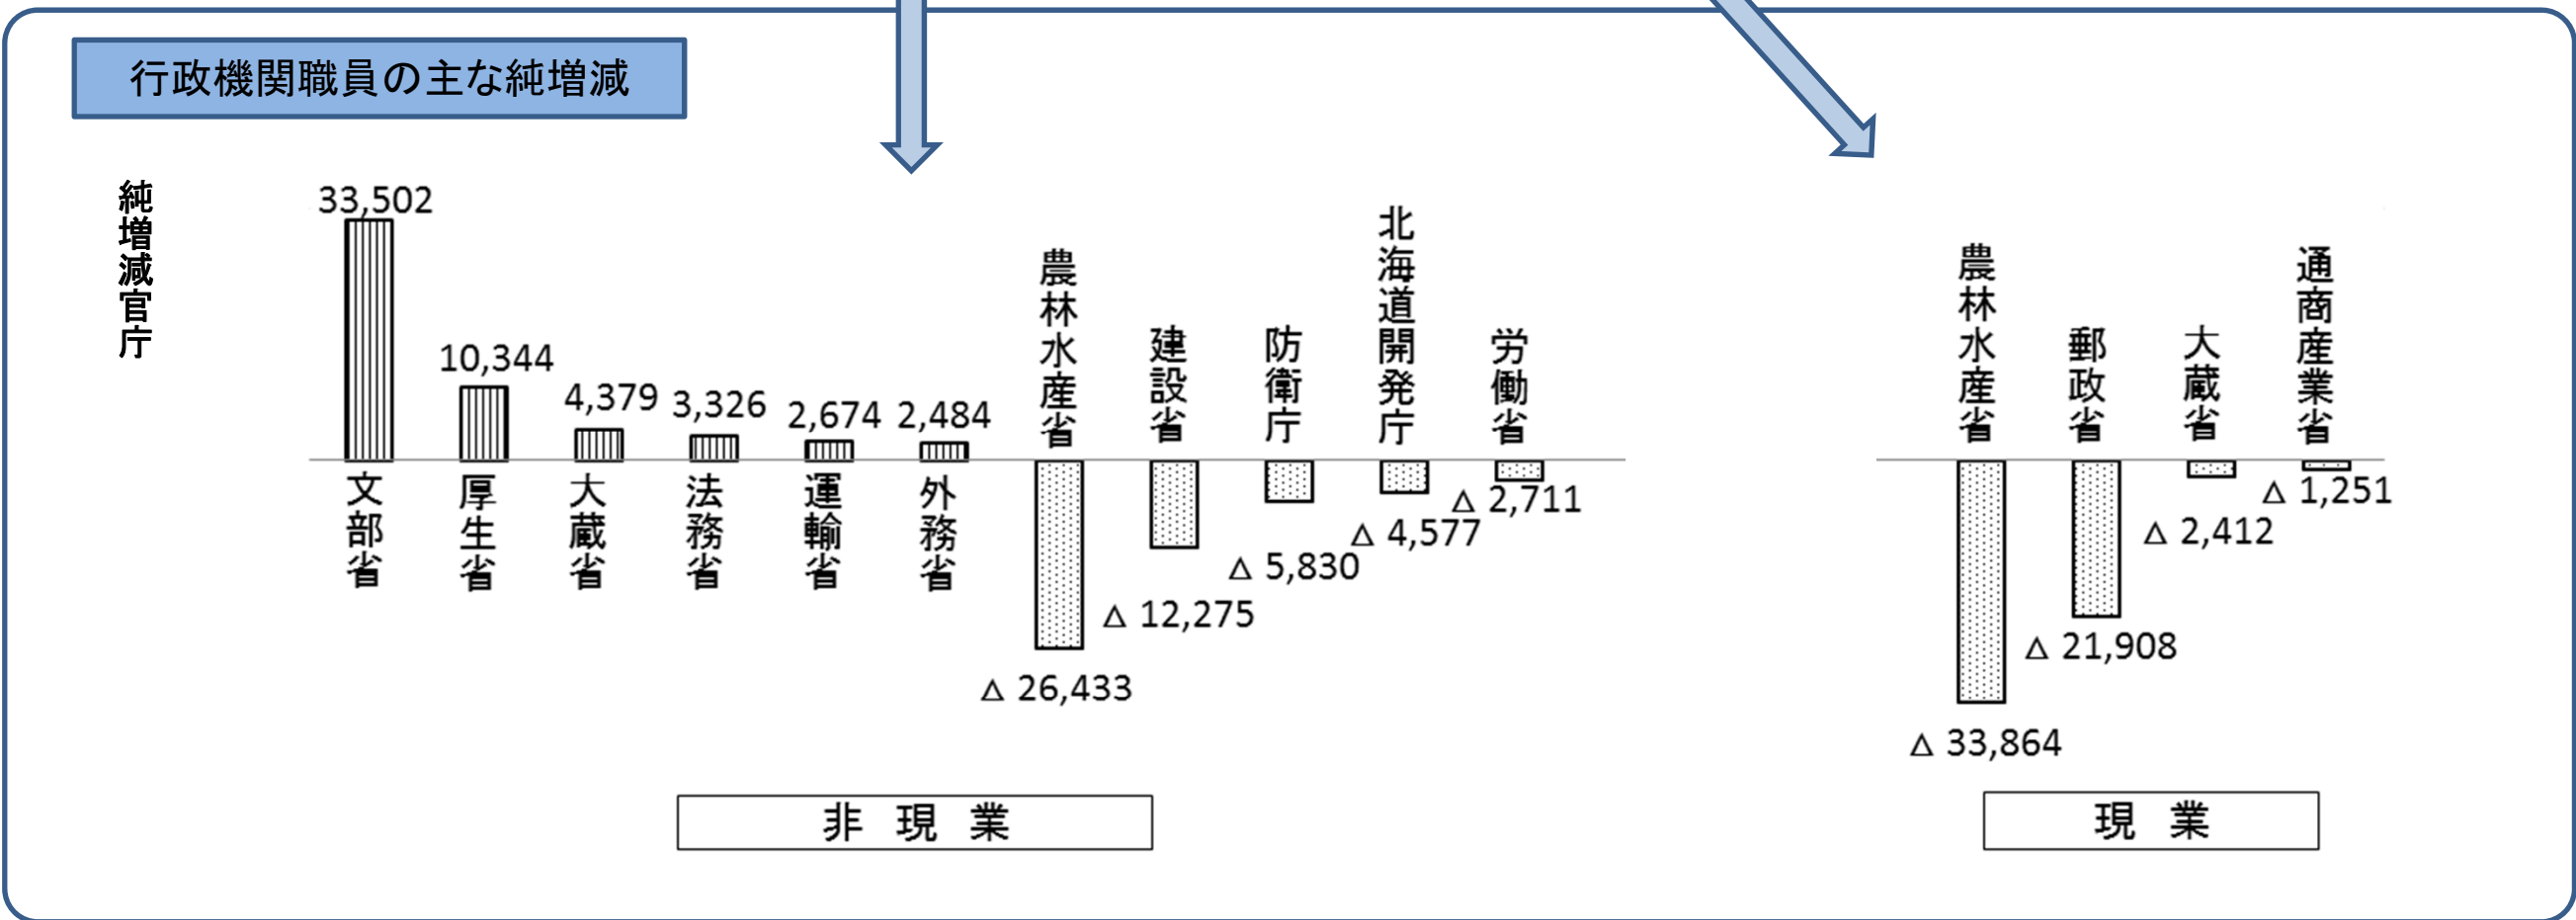 行政機関職員の主な純増減
純増減官庁
33,502
10,344
4,379
3,326
2,674
2,484
文部省
厚生省
大蔵省
法務省
運輸省
外務省
農林水産省
建設省
防衛庁
北海道開発庁
労働省
△ 26,433
△ 12,275
△ 5,830
△ 4,577
△ 2,711
非 現 業
農林水産省
郵政省
大蔵省
通商産業省
△ 33,864
△ 21,908
△ 2,412
△ 1,251
現 業